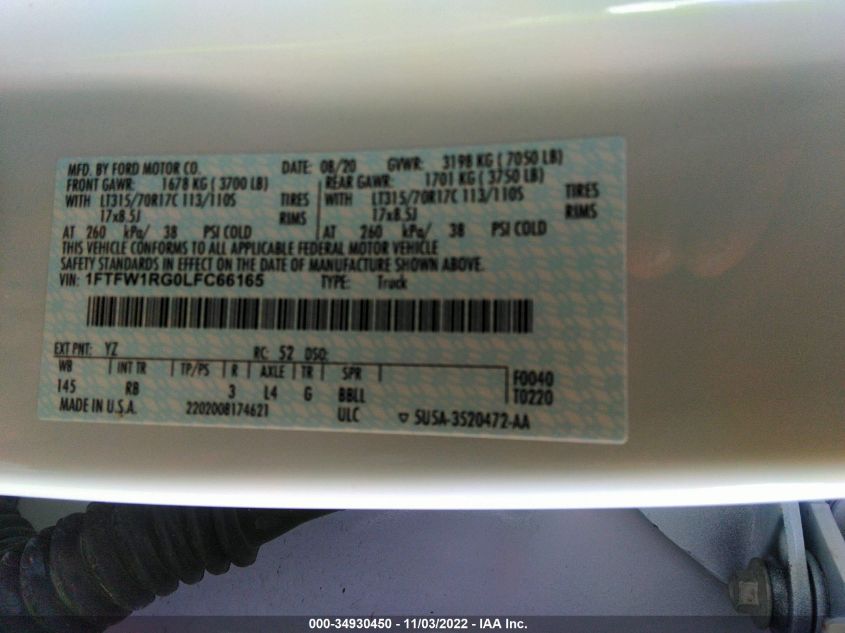 MFD. BY FORD MOTOR CO. DATE: 08/20 GVWR: 3198 KG ( 7050 LB)
FRONT GAWR: 1678 KG ( 3700 LB) REAR GAWR: 1701 KG ( 3750 LB)
WITH LT315/70R17C 113/110S TIRES WITH LT315/70R17C 113/110S TIRES
17x8.5J RIMS 17x8.5J RIMS
AT 260 kPa/ 38 PSI COLD AT 260 kPa/ 38 PSI COLD
THIS VEHICLE CONFORMS TO ALL APPLICABLE FEDERAL MOTOR VEHICLE
SAFETY STANDARDS IN EFFECT ON THE DATE OF MANUFACTURE SHOWN ABOVE.
VIN: 1FTFW1RG0LFC66165 TYPE: Truck
EXT PNT: YZ RC: 52 DSO:
WB INT TR TP/PS R AXLE TR SPR
145 RB 3 L4 G BBLL F0040
T0220
MADE IN U.S.A. 2202008174621 ULC SU5A-3520472-AA
000-34930450 - 11/03/2022 - IAA Inc.